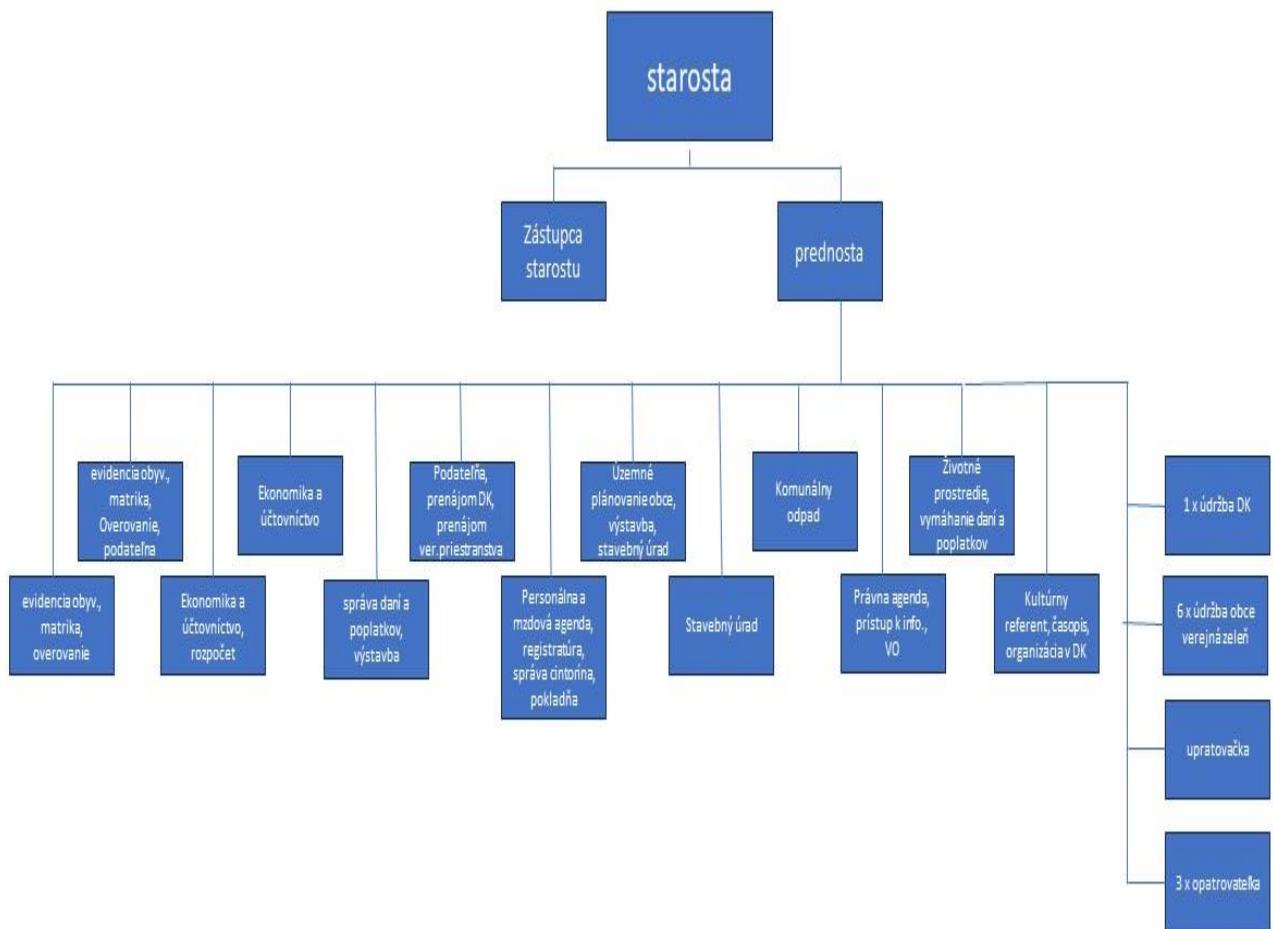 starosta
Zástupca
starostu
prednosta
evidencia obyv.,
matrika,
Overovanie,
podateľna
Ekonomika a
účtovníctvo
Podateľňa,
prenájom DK,
prenájom
ver.priestranstva
Územné
plánovanie obce,
výstavba,
stavebný úrad
Komunálny
odpad
Životné
prostredie,
vymáhanie daní a
poplatkov
1 x údržba DK
evidencia obyv.,
matrika,
overovanie
Ekonomika a
účtovníctvo,
rozpočet
správa daní a
poplatkov,
výstavba
Personálna a
mzdová agenda,
registratúra,
správa cintorína,
pokladňa
Stavebný úrad
Právna agenda,
prístup k info.,
VO
Kultúrny
referent, časopis,
organizácia v DK
6 x údržba obce
verejná zeleň
upratovačka
3 x opatrovateľka